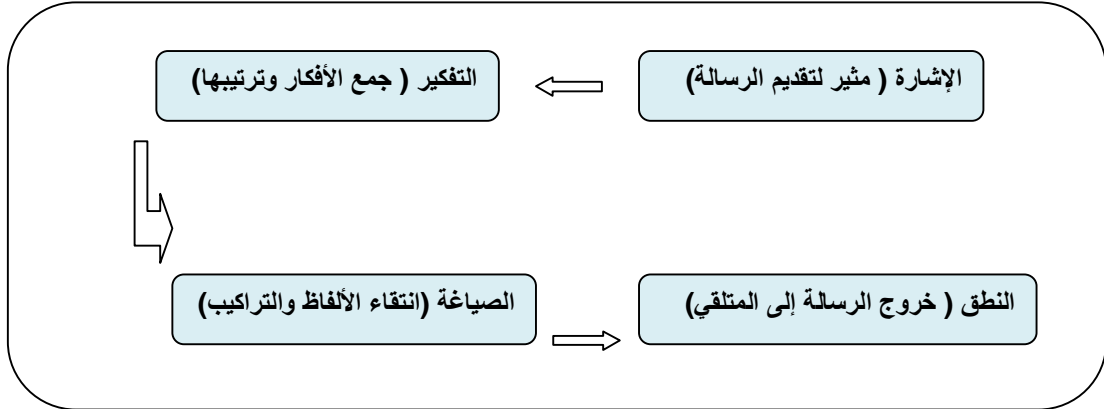 الإشارة ( مثير لتقديم الرسالة)
التفكير ( جمع الأفكار وترتيبها)
الصياغة (انتقاء الألفاظ والتراكيب)
النطق ( خروج الرسالة إلى المتلقي)